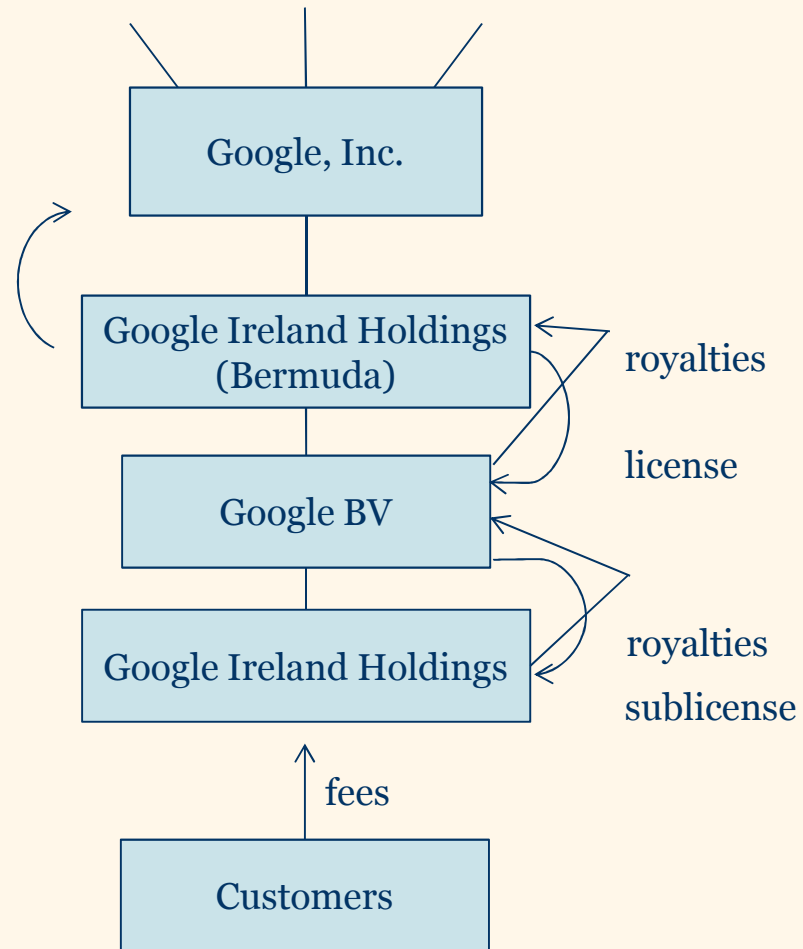 Google, Inc.
Google Ireland Holdings
(Bermuda)
royalties
license
Google BV
Google Ireland Holdings
royalties
sublicense
fees
Customers